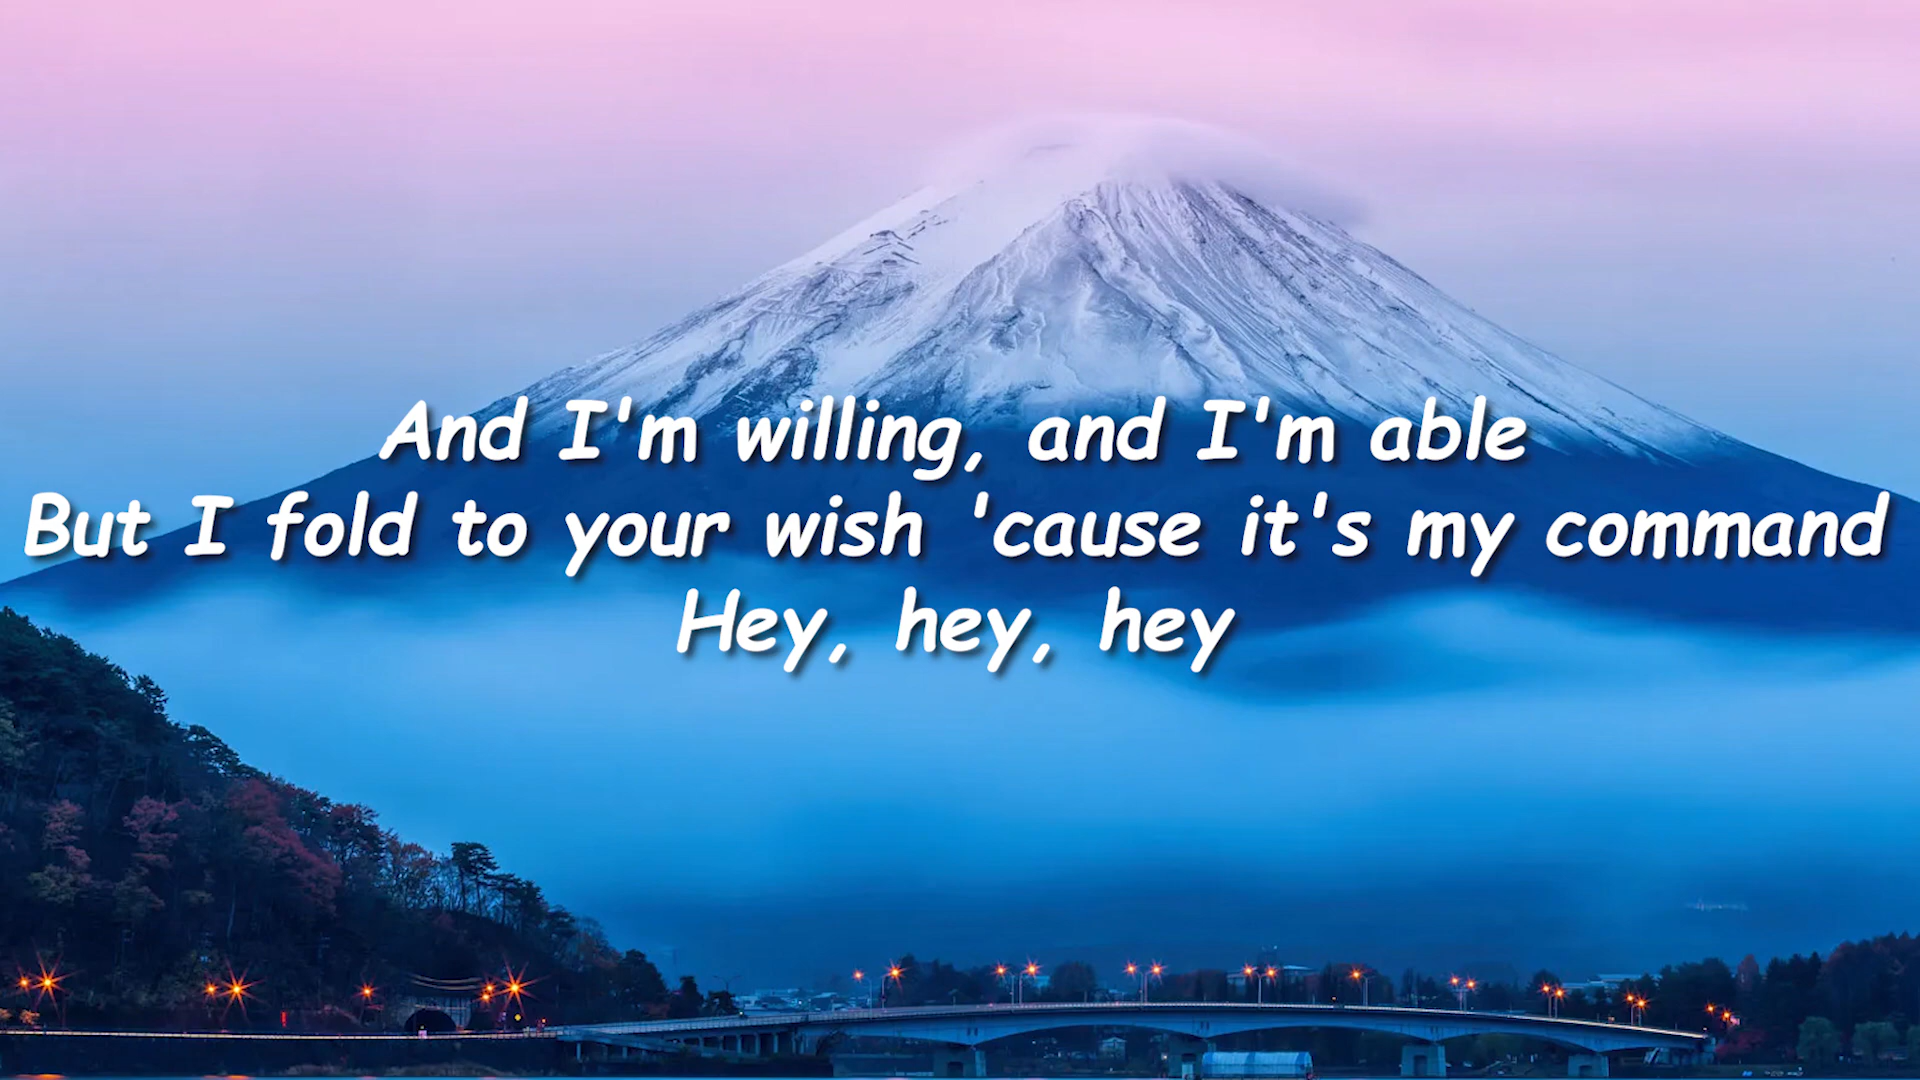 And I'm willing, and I'm able
But I fold to your wish 'cause it's my command
Hey, hey, hey